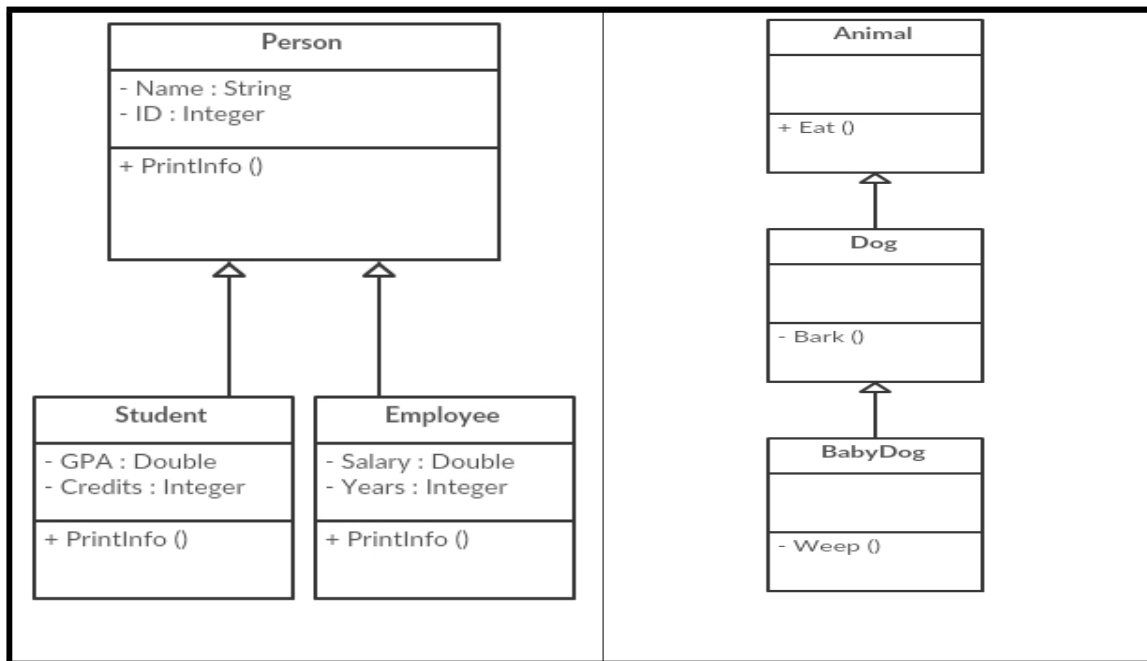 Person
- Name : String
- ID : Integer
+ PrintInfo ()
Student
- GPA : Double
- Credits : Integer
+ PrintInfo ()
Employee
- Salary : Double
- Years : Integer
+ PrintInfo ()
Animal
+ Eat ()
Dog
- Bark ()
BabyDog
- Weep ()